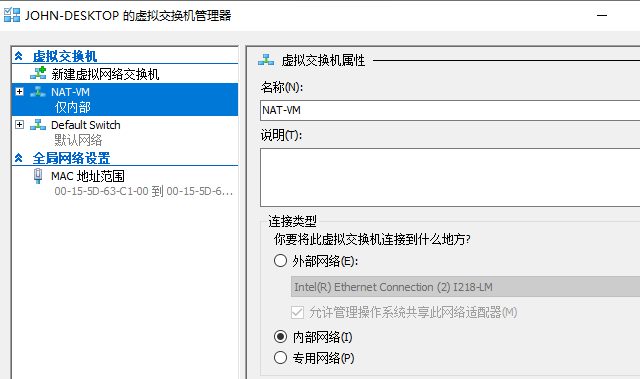 JOHN-DESKTOP 的虚拟交换机管理器
虚拟交换机
新建虚拟网络交换机
NAT-VM
仅内部
Default Switch
默认网络
全局网络设置
MAC 地址范围
00-15-5D-63-C1-00 到 00-15-5D-6...
虚拟交换机属性
名称(N):
NAT-VM
说明(T):
连接类型
你要将此虚拟交换机连接到什么地方?
外部网络(E):
Intel(R) Ethernet Connection (2) I218-LM
允许管理操作系统共享此网络适配器(M)
内部网络(I)
专用网络(P)